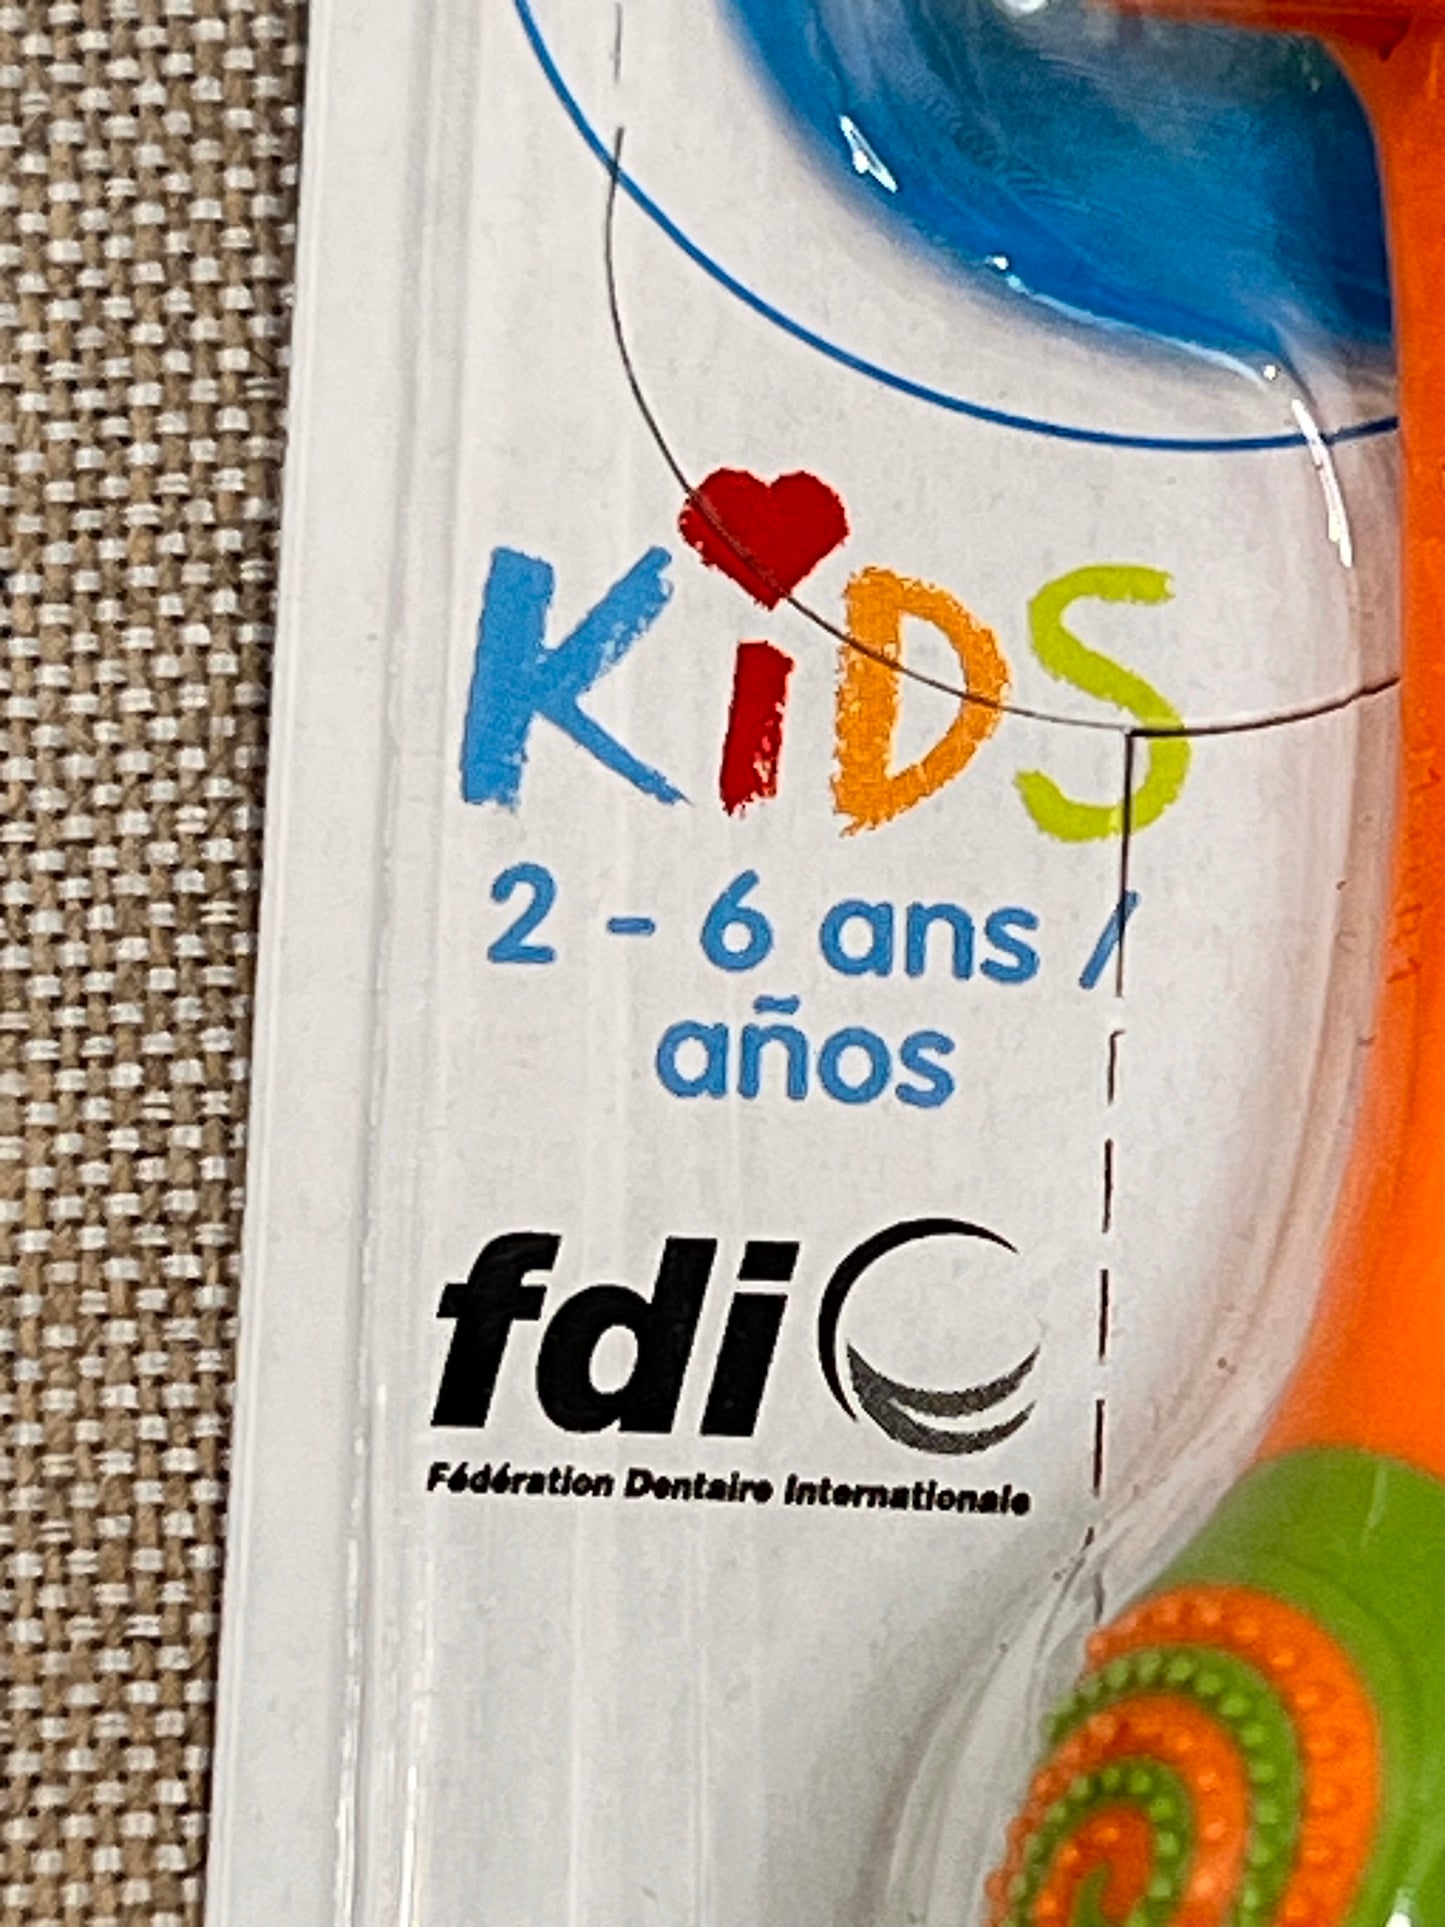 KiDS
2 - 6 ans /
años
fdi
Fédération Dentaire Internationale